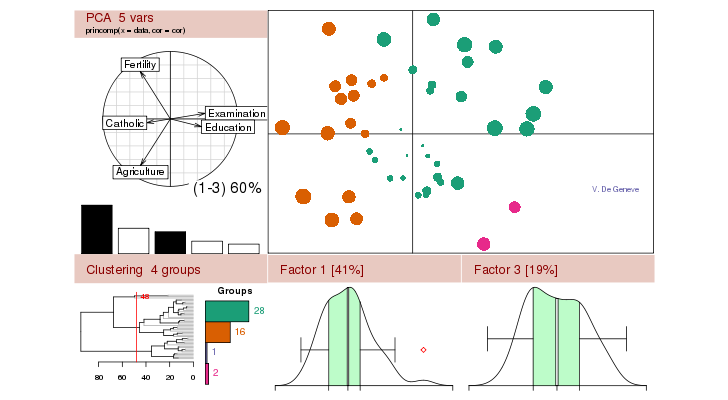 PCA 5 vars
princomp(x = data, cor = cor)
Fertility
Examination
Catholic
Education
Agriculture
(1-3) 60%
V. De Geneve
Clustering 4 groups
Factor 1 [41%]
Factor 3 [19%]
Groups
48
28
16
1
2
80 60 40 20 0